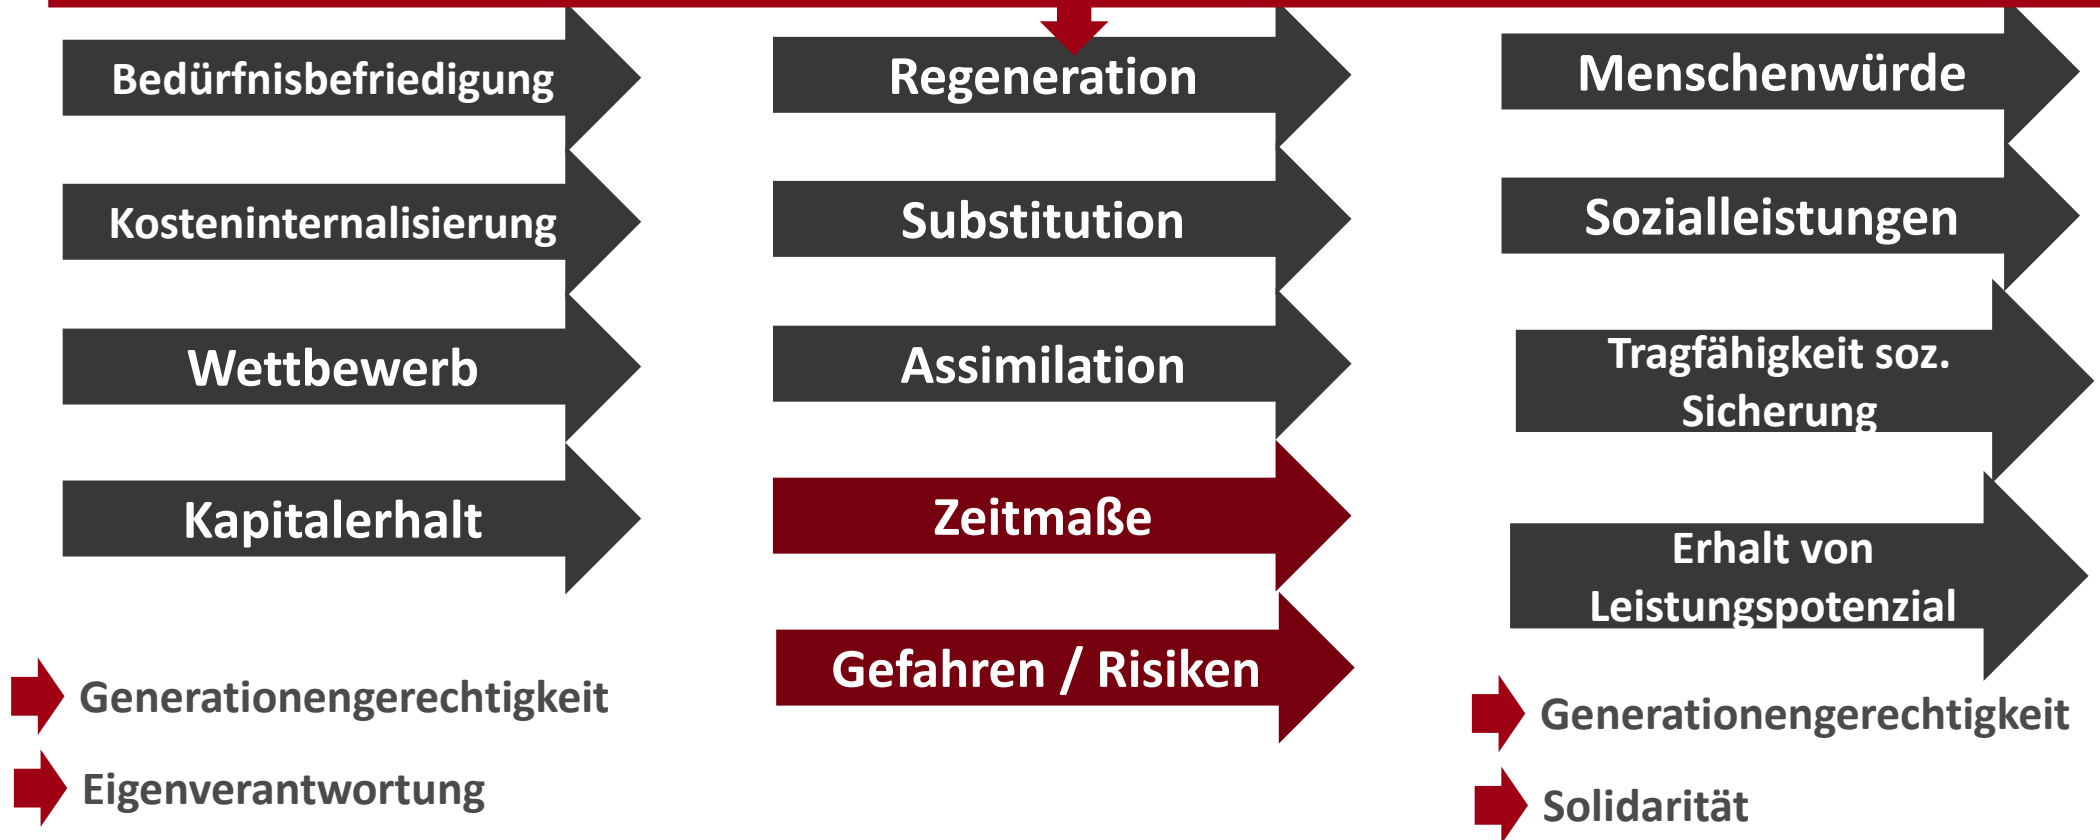 Bedürfnisbefriedigung
Kosteninternalisierung
Wettbewerb
Kapitalerhalt
Generationengerechtigkeit
Eigenverantwortung
Regeneration
Substitution
Assimilation
Zeitmaße
Gefahren / Risiken
Menschenwürde
Sozialleistungen
Tragfähigkeit soz.
Sicherung
Erhalt von
Leistungspotenzial
Generationengerechtigkeit
Solidarität